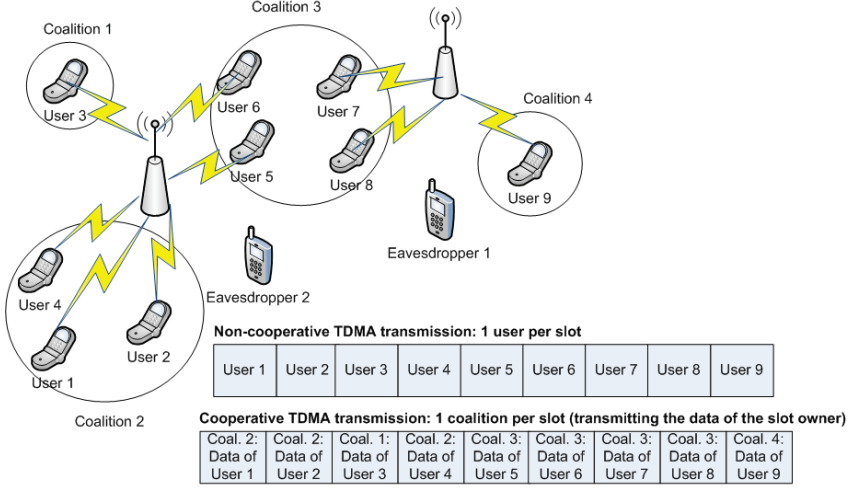 Coalition 1
User 3
Coalition 3
User 6
User 7
User 5
User 8
Coalition 4
User 9
Eavesdropper 1
Eavesdropper 2
User 4
User 2
User 1
Coalition 2
Non-cooperative TDMA transmission: 1 user per slot
User 1 User 2 User 3 User 4 User 5 User 6 User 7 User 8 User 9
Cooperative TDMA transmission: 1 coalition per slot (transmitting the data of the slot owner)
Coal. 2: Coal. 2: Coal. 1: Coal. 2: Coal. 3: Coal. 3: Coal. 3: Coal. 3: Coal. 4:
Data of Data of Data of Data of Data of Data of Data of Data of Data of
User 1 User 2 User 3 User 4 User 5 User 6 User 7 User 8 User 9